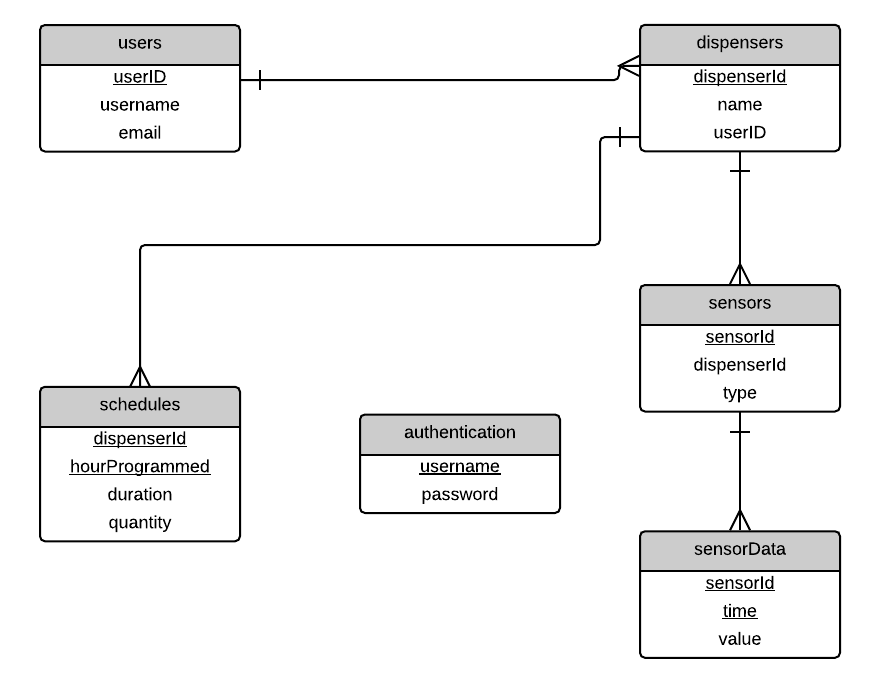 users
userID
username
email
dispensers
dispenserId
name
userID
sensors
sensorId
dispenserId
type
schedules
dispenserId
hourProgrammed
duration
quantity
authentication
username
password
sensorData
sensorId
time
value